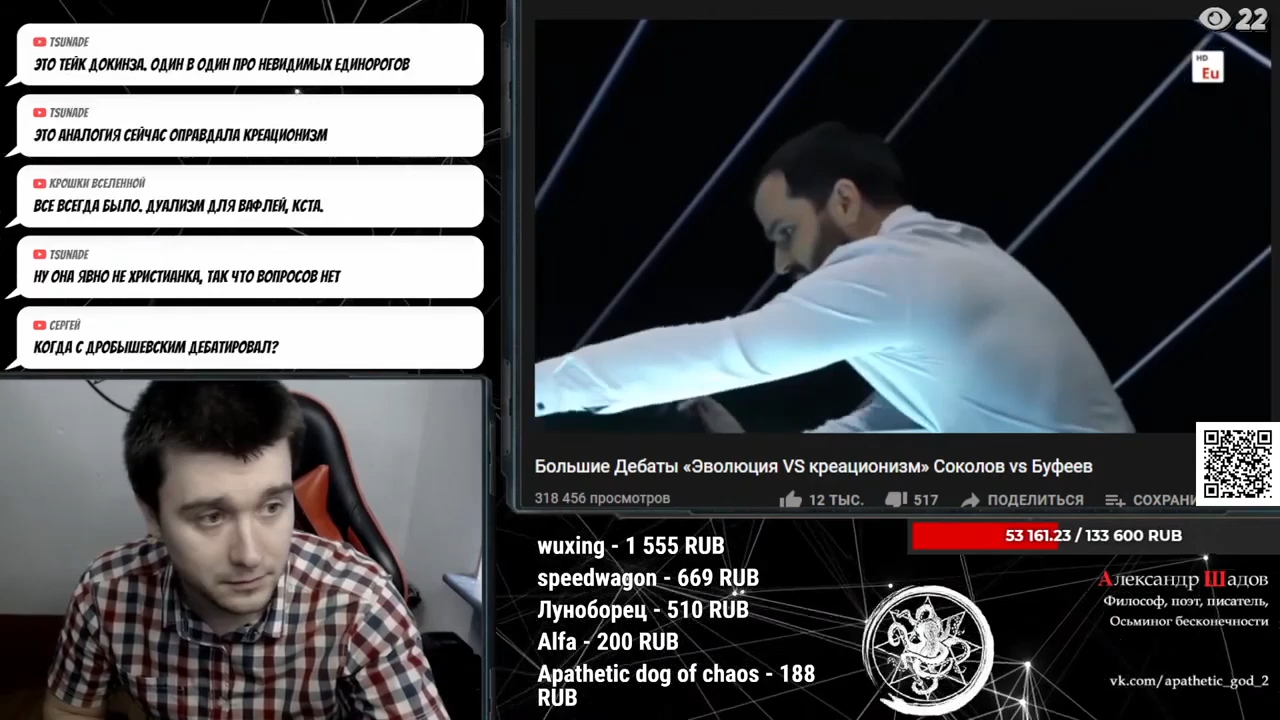 TSUNADE
ЭТО ТЕЙК ДОКИНЗА. ОДИН В ОДИН ПРО НЕВИДИМЫХ ЕДИНОРОГОВ
TSUNADE
ЭТО АНАЛОГИЯ СЕЙЧАС ОПРАВДАЛА КРЕАЦИОНИЗМ
КРОШКИ ВСЕЛЕННОЙ
ВСЕ ВСЕГДА БЫЛО. ДУАЛИЗМ ДЛЯ ВАФЛЕЙ, КСТА.
TSUNADE
НУ ОНА ЯВНО НЕ ХРИСТИАНКА, ТАК ЧТО ВОПРОСОВ НЕТ
СЕРГЕЙ
КОГДА С ДРОБЫШЕВСКИМ ДЕБАТИРОВАЛ?
22
HD
Eu
Большие Дебаты «Эволюция VS креационизм» Соколов vs Буфеев
318 456 просмотров
12 ТЫС.
517
ПОДЕЛИТЬСЯ
СОХРАНИ
53 161.23 / 133 600 RUB
wuxing - 1 555 RUB
speedwagon - 669 RUB
Луноборец - 510 RUB
Alfa - 200 RUB
Apathetic dog of chaos - 188
RUB
Александр Шадов
Философ, поэт, писатель,
Осьминог бесконечности
vk.com/apathetic_god_2